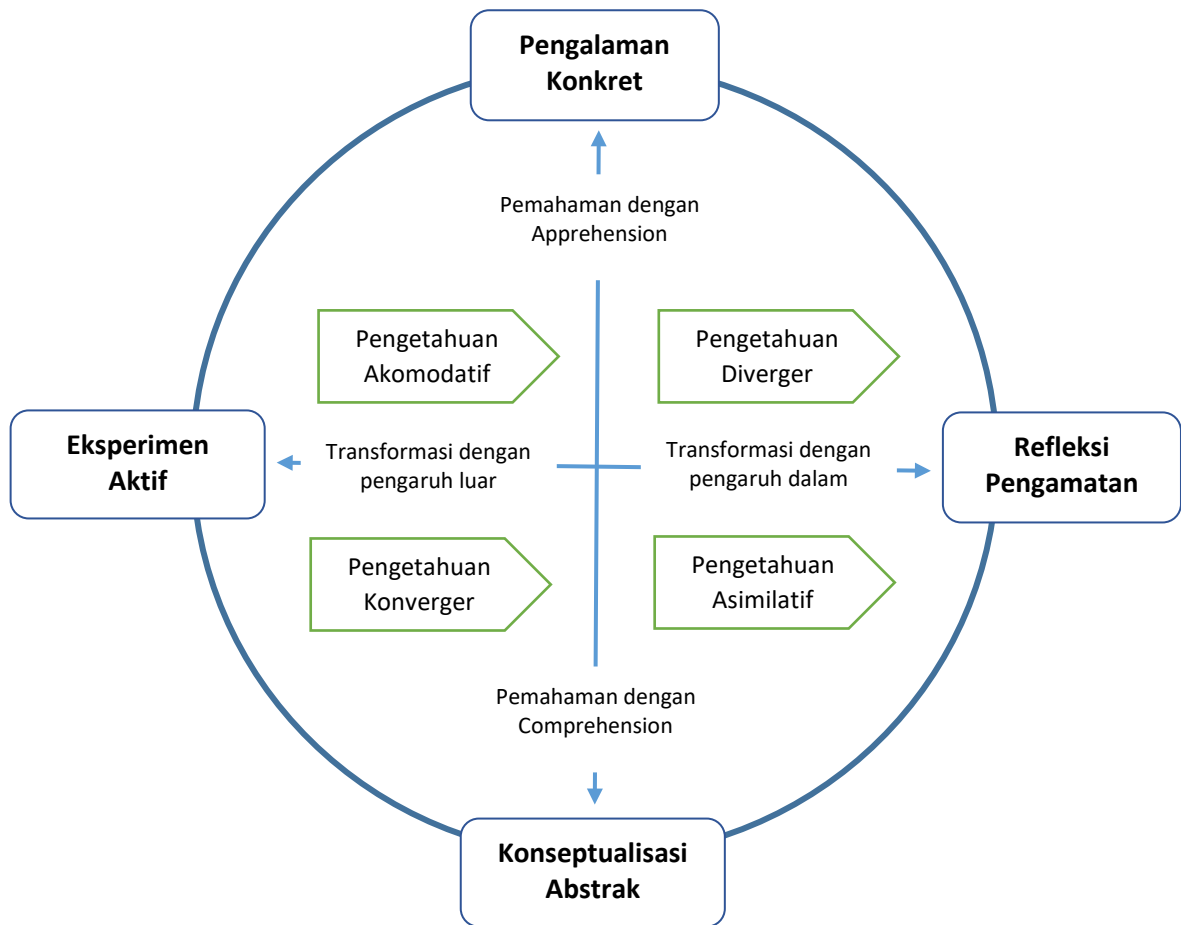 Pengalaman
Konkret
Pemahaman dengan
Apprehension
Pengetahuan
Akomodatif
Pengetahuan
Diverger
Eksperimen
Aktif
Transformasi dengan
pengaruh luar
Transformasi dengan
pengaruh dalam
Refleksi
Pengamatan
Pengetahuan
Konverger
Pengetahuan
Asimilatif
Pemahaman dengan
Comprehension
Konseptualisasi
Abstrak